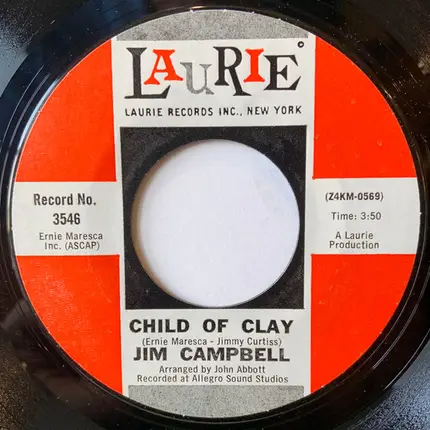 LAURIE
LAURIE RECORDS INC., NEW YORK
Record No.
3546
Ernie Maresca
Inc. (ASCAP)
(Z4KM-0569)
Time: 3:50
A Laurie
Production
CHILD OF CLAY
(Ernie Maresca - Jimmy Curtiss)
JIM CAMPBELL
Arranged by John Abbott
Recorded at Allegro Sound Studios